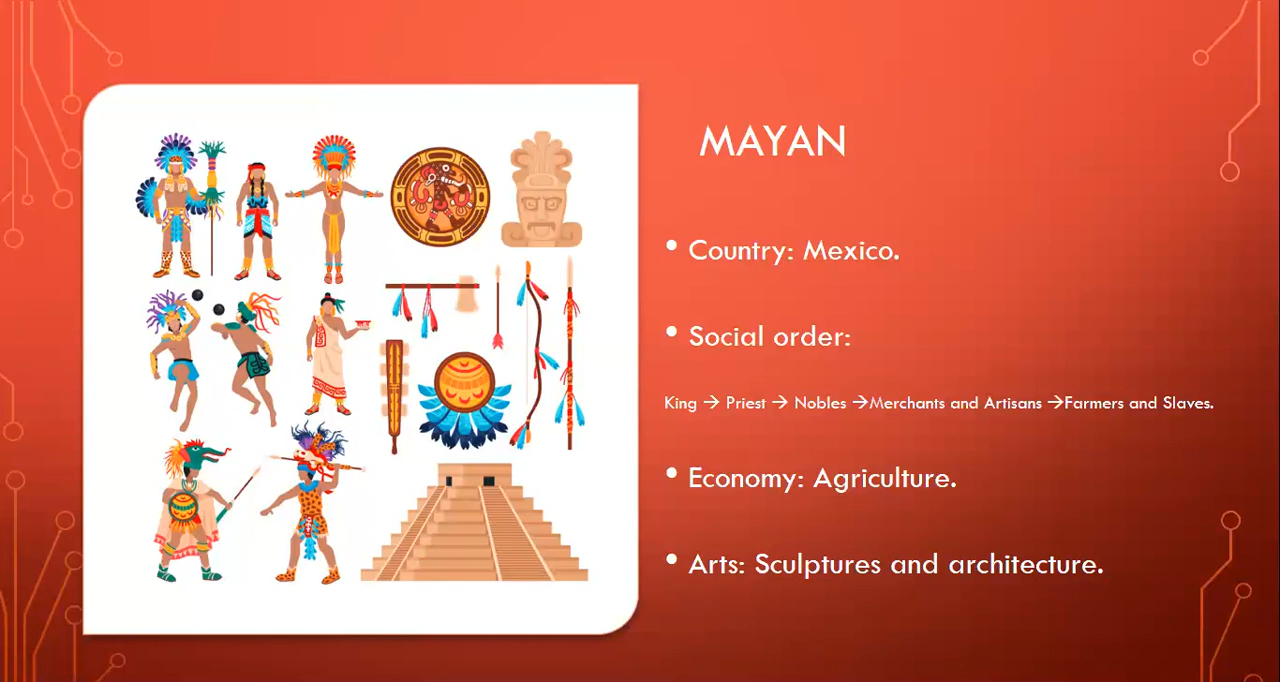 MAYAN
• Country: Mexico.
• Social order:
King → Priest → Nobles →Merchants and Artisans →Farmers and Slaves.
• Economy: Agriculture.
• Arts: Sculptures and architecture.